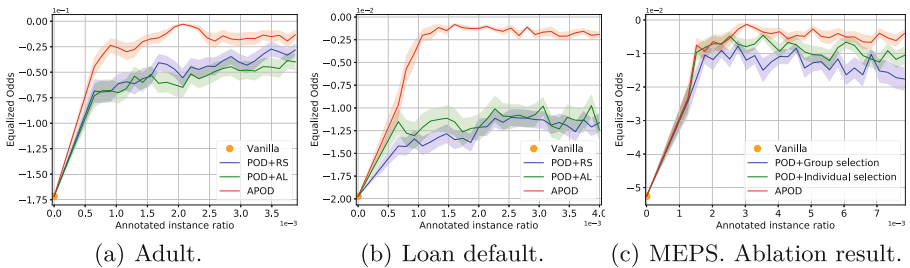 1e−1
0.00
−0.25
−0.50
−0.75
−1.00
−1.25
−1.50
−1.75
Equalized Odds
Vanilla
POD+RS
POD+AL
APOD
0.0 0.5 1.0 1.5 2.0 2.5 3.0 3.5
Annotated instance ratio 1e−3
(a) Adult.
1e−2
0.00
−0.25
−0.50
−0.75
−1.00
−1.25
−1.50
−1.75
−2.00
Equalized Odds
Vanilla
POD+RS
POD+AL
APOD
0.0 0.5 1.0 1.5 2.0 2.5 3.0 3.5 4.0
Annotated instance ratio 1e−3
(b) Loan default.
1e−2
0
−1
−2
−3
−4
−5
Equalized Odds
Vanilla
POD+Group selection
POD+Individual selection
APOD
0 1 2 3 4 5 6 7
Annotated instance ratio 1e−3
(c) MEPS. Ablation result.